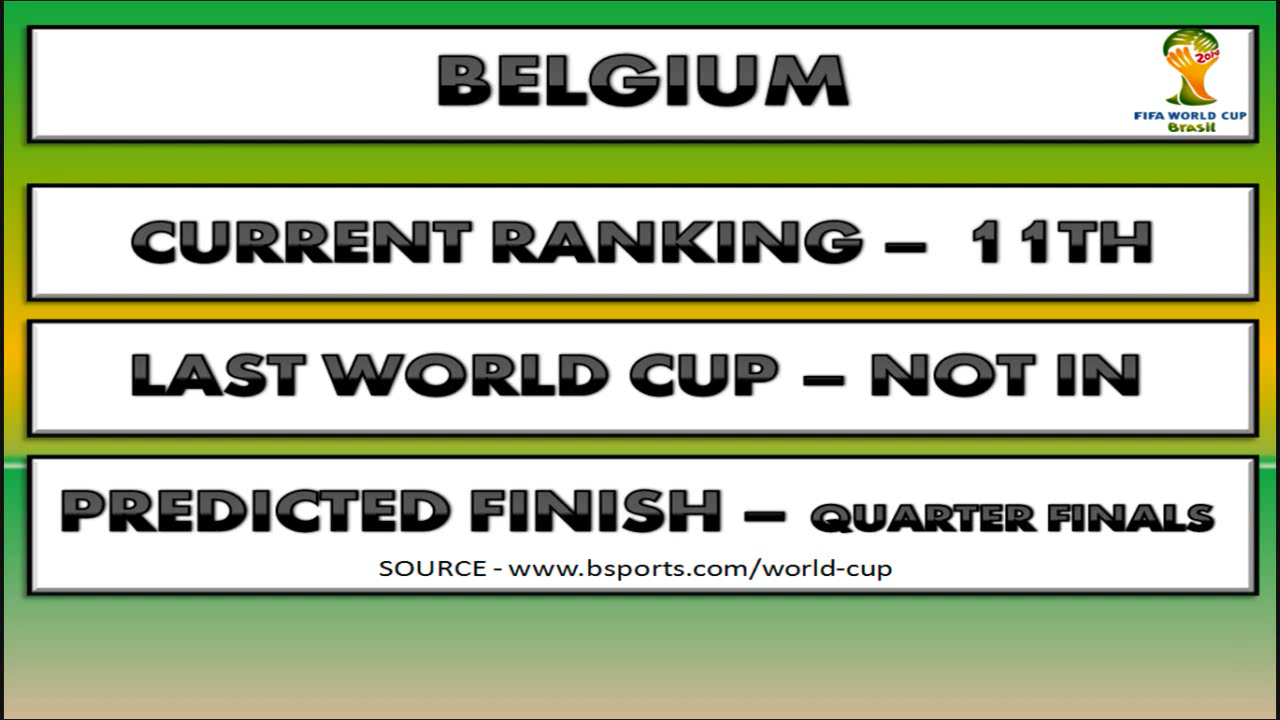 BELGIUM
2014
FIFA WORLD CUP
Brasil
CURRENT RANKING – 11TH
LAST WORLD CUP – NOT IN
PREDICTED FINISH – QUARTER FINALS
SOURCE - www.bsports.com/world-cup